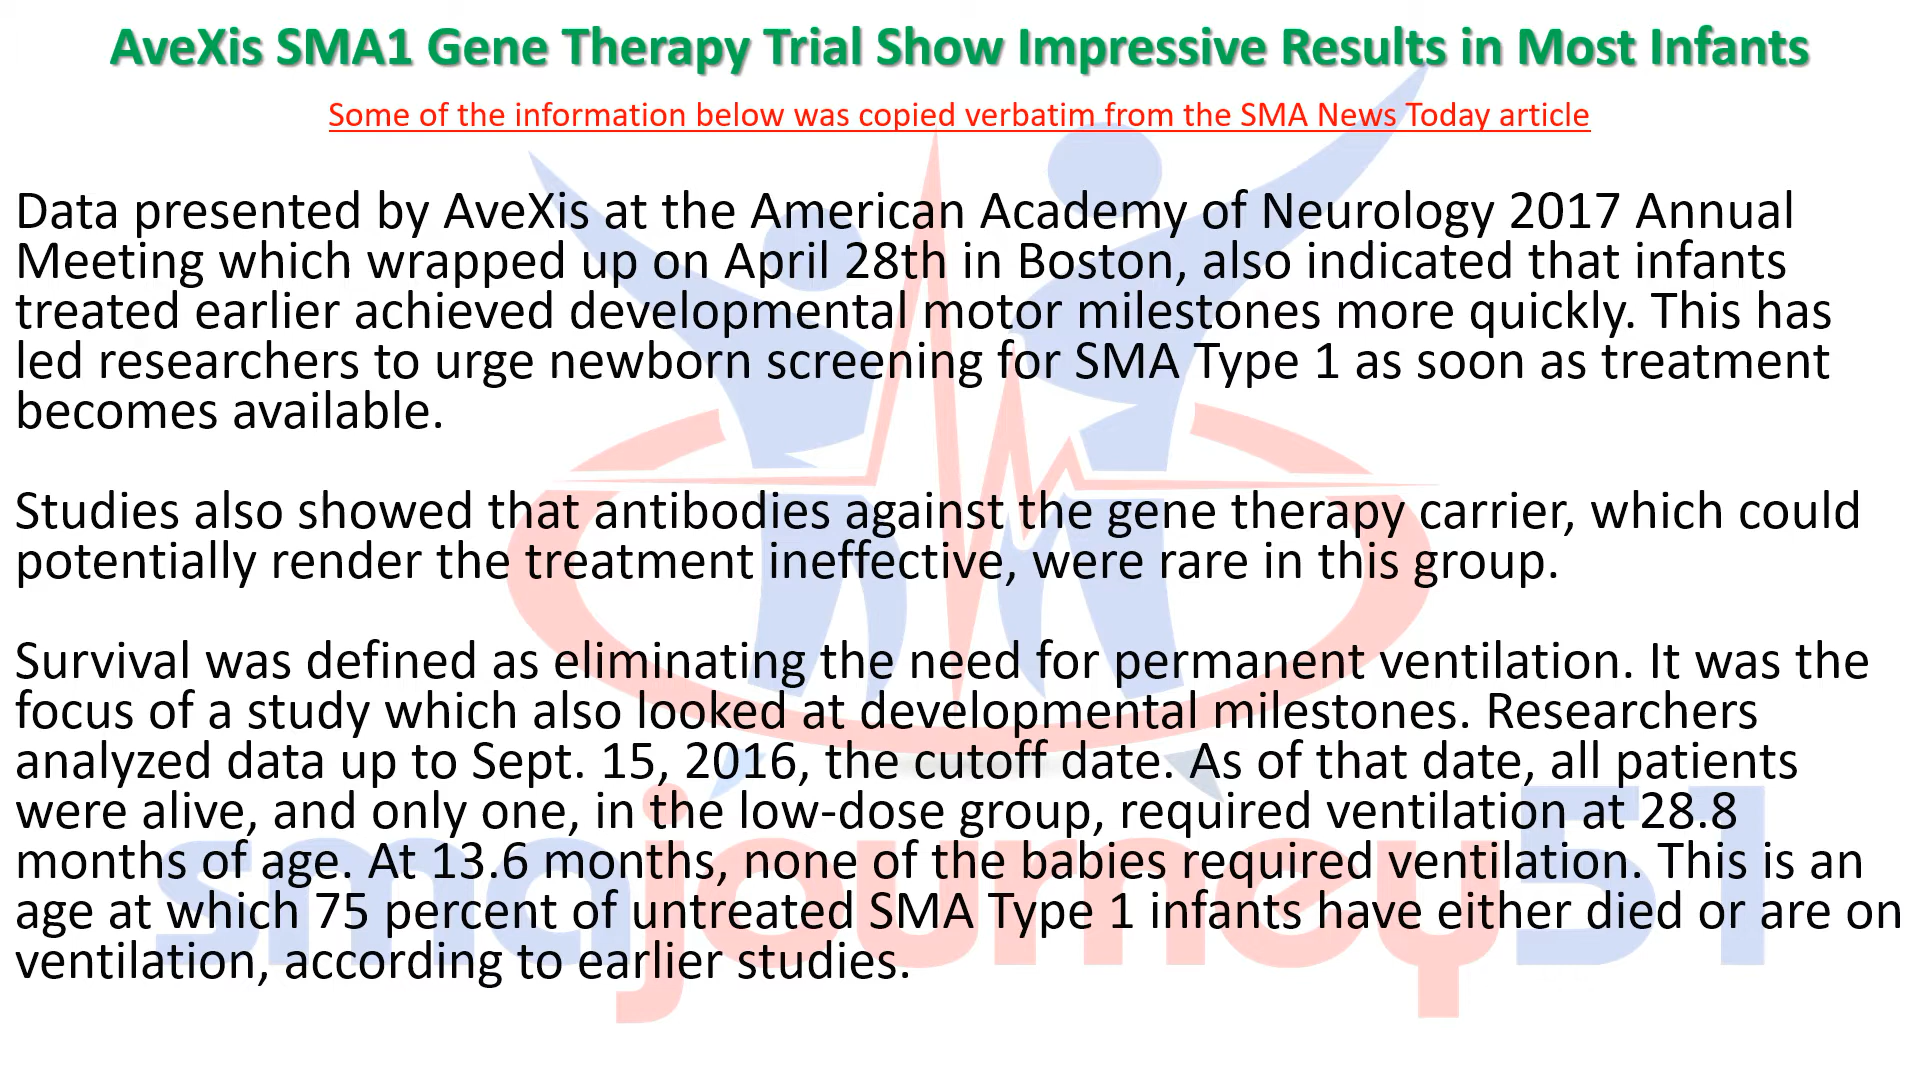 AveXis SMA1 Gene Therapy Trial Show Impressive Results in Most Infants
Some of the information below was copied verbatim from the SMA News Today article
Data presented by AveXis at the American Academy of Neurology 2017 Annual
Meeting which wrapped up on April 28th in Boston, also indicated that infants
treated earlier achieved developmental motor milestones more quickly. This has
led researchers to urge newborn screening for SMA Type 1 as soon as treatment
becomes available.
Studies also showed that antibodies against the gene therapy carrier, which could
potentially render the treatment ineffective, were rare in this group.
Survival was defined as eliminating the need for permanent ventilation. It was the
focus of a study which also looked at developmental milestones. Researchers
analyzed data up to Sept. 15, 2016, the cutoff date. As of that date, all patients
were alive, and only one, in the low-dose group, required ventilation at 28.8
months of age. At 13.6 months, none of the babies required ventilation. This is an
age at which 75 percent of untreated SMA Type 1 infants have either died or are on
ventilation, according to earlier studies.
smajourney51